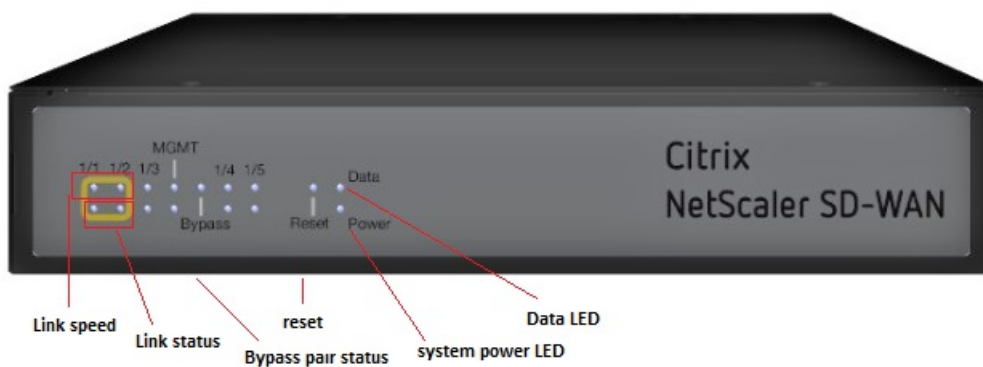 MGMT
1/1 1/2 1/3 1/4 1/5
Data
Bypass Reset Power
Citrix
NetScaler SD-WAN
Link speed
Link status
Bypass pair status
reset
system power LED
Data LED